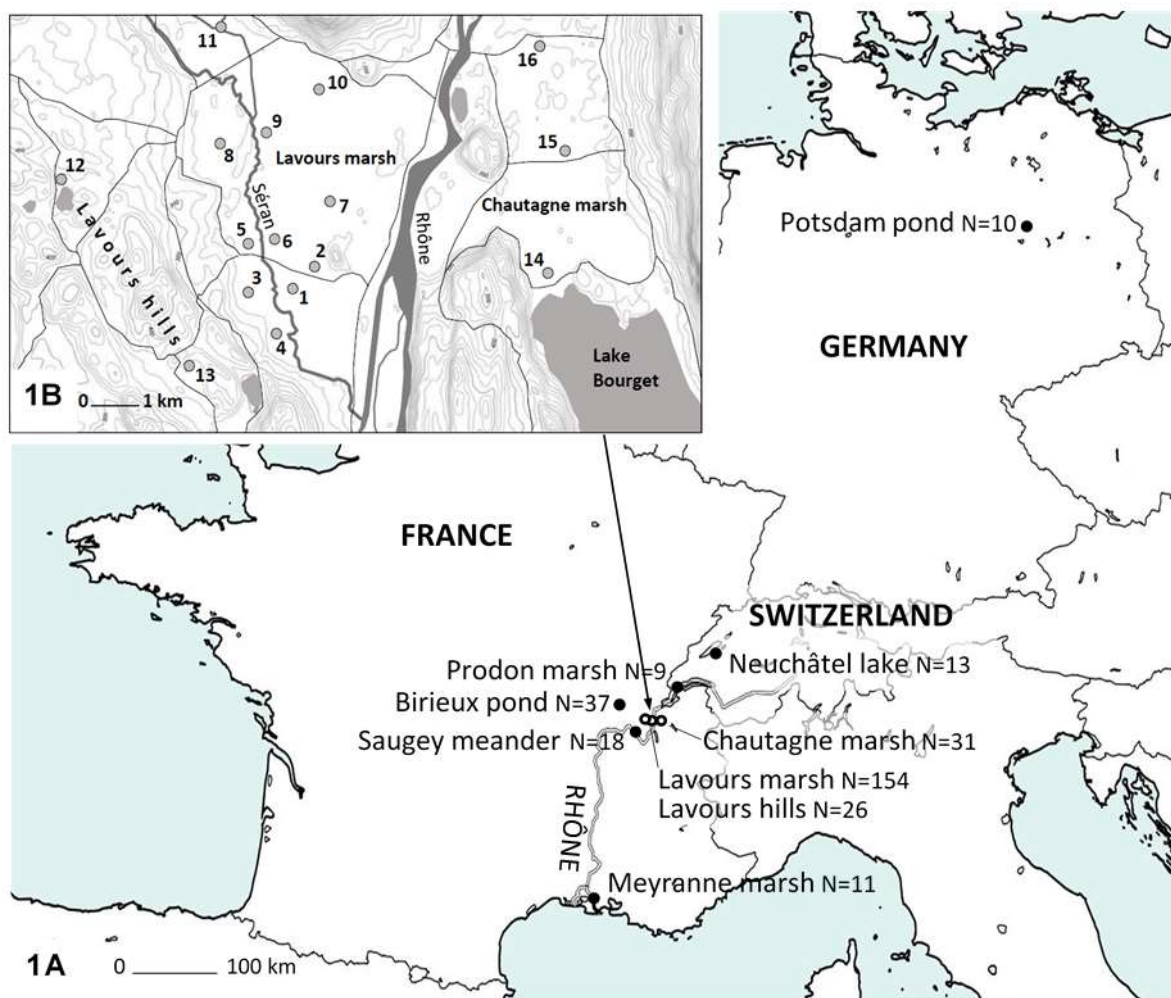 11
16
10
9
8
Lavours marsh
15
12
7
Séran
Rhône
Chautagne marsh
Lavours hills
5
6
2
14
3
1
4
Lake
Bourget
13
1B
0 1 km
Potsdam pond N=10
GERMANY
FRANCE
SWITZERLAND
Prodon marsh N=9
Neuchâtel lake N=13
Birieux pond N=37
Saugey meander N=18
Chautagne marsh N=31
Lavours marsh N=154
Lavours hills N=26
RHÔNE
Meyranne marsh N=11
1A
0 100 km